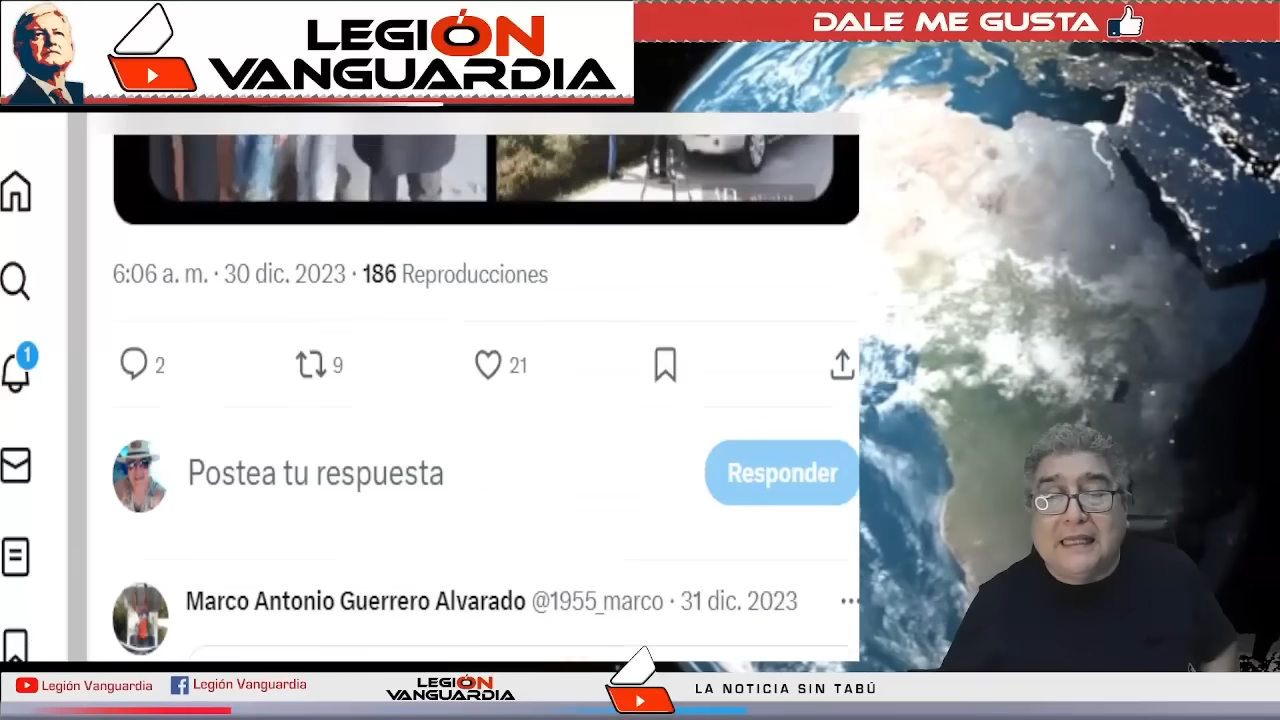 LEGIÓN
VANGUARDIA
DALE ME GUSTA
6:06 a. m. · 30 dic. 2023 · 186 Reproducciones
2
9
21
1
Postea tu respuesta
Responder
Marco Antonio Guerrero Alvarado @1955_marco · 31 dic. 2023 ...
Legión Vanguardia
Legión Vanguardia
LEGIÓN
VANGUARDIA
LA NOTICIA SIN TABÚ